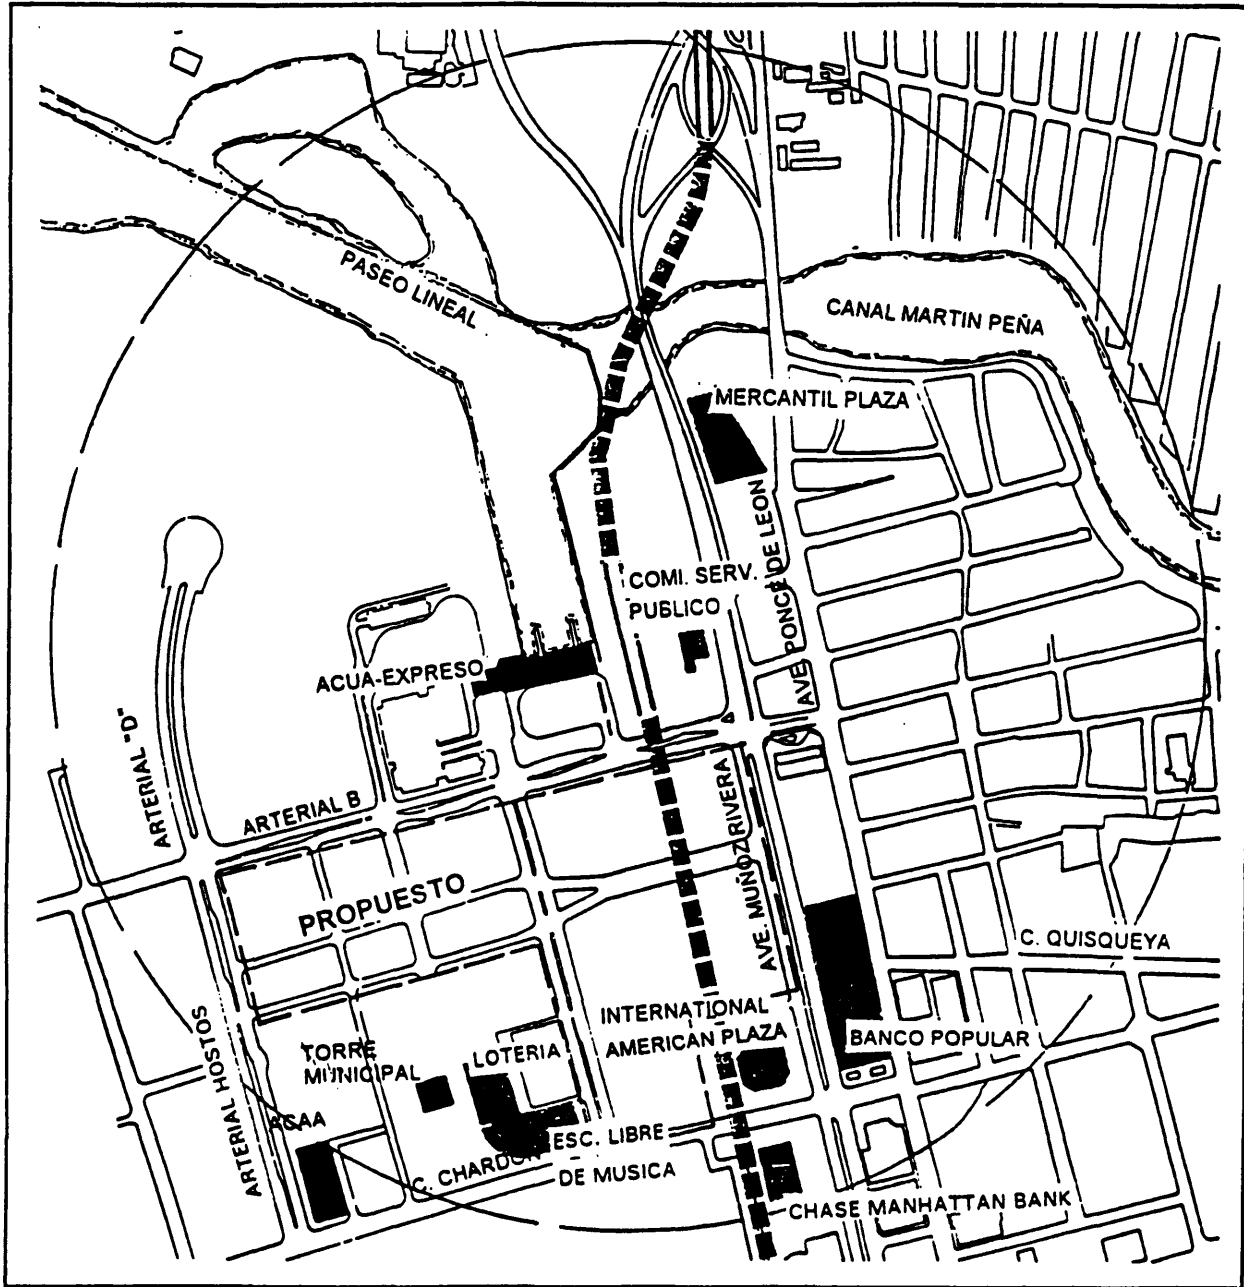 PASEO LINEAL
CANAL MARTIN PEÑA
MERCANTIL PLAZA
AVE. PONCE DE LEON
COMI. SERV.
PUBLICO
ACUA-EXPRESO
ARTERIAL "D"
ARTERIAL B
AVE. MUÑOZ RIVERA
PROPUESTO
C. QUISQUEYA
INTERNATIONAL
AMERICAN PLAZA
BANCO POPULAR
ARTERIAL HOSTOS
TORRE
MUNICIPAL
LOTERIA
ACAA
ESC. LIBRE
DE MUSICA
C. CHARDON
CHASE MANHATTAN BANK